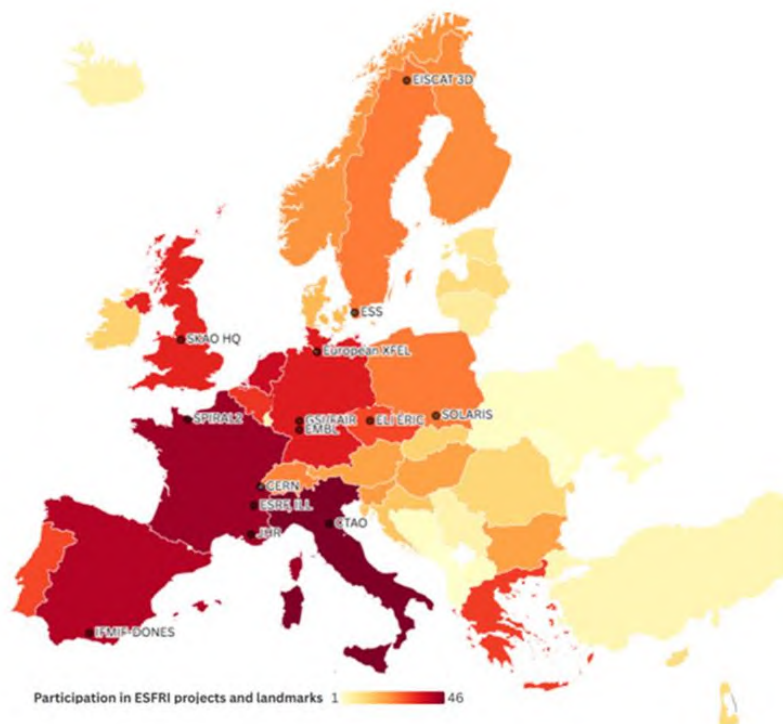 EISCAT 3D
ESS
SKAO HQ
European XFEL
SPIRAL2
GSI/FAIR
EMBL
ELI ERIC
SOLARIS
CERN
ESRF, ILL
JHR
CTAO
IFMIF-DONES
Participation in ESFRI projects and landmarks 1 46